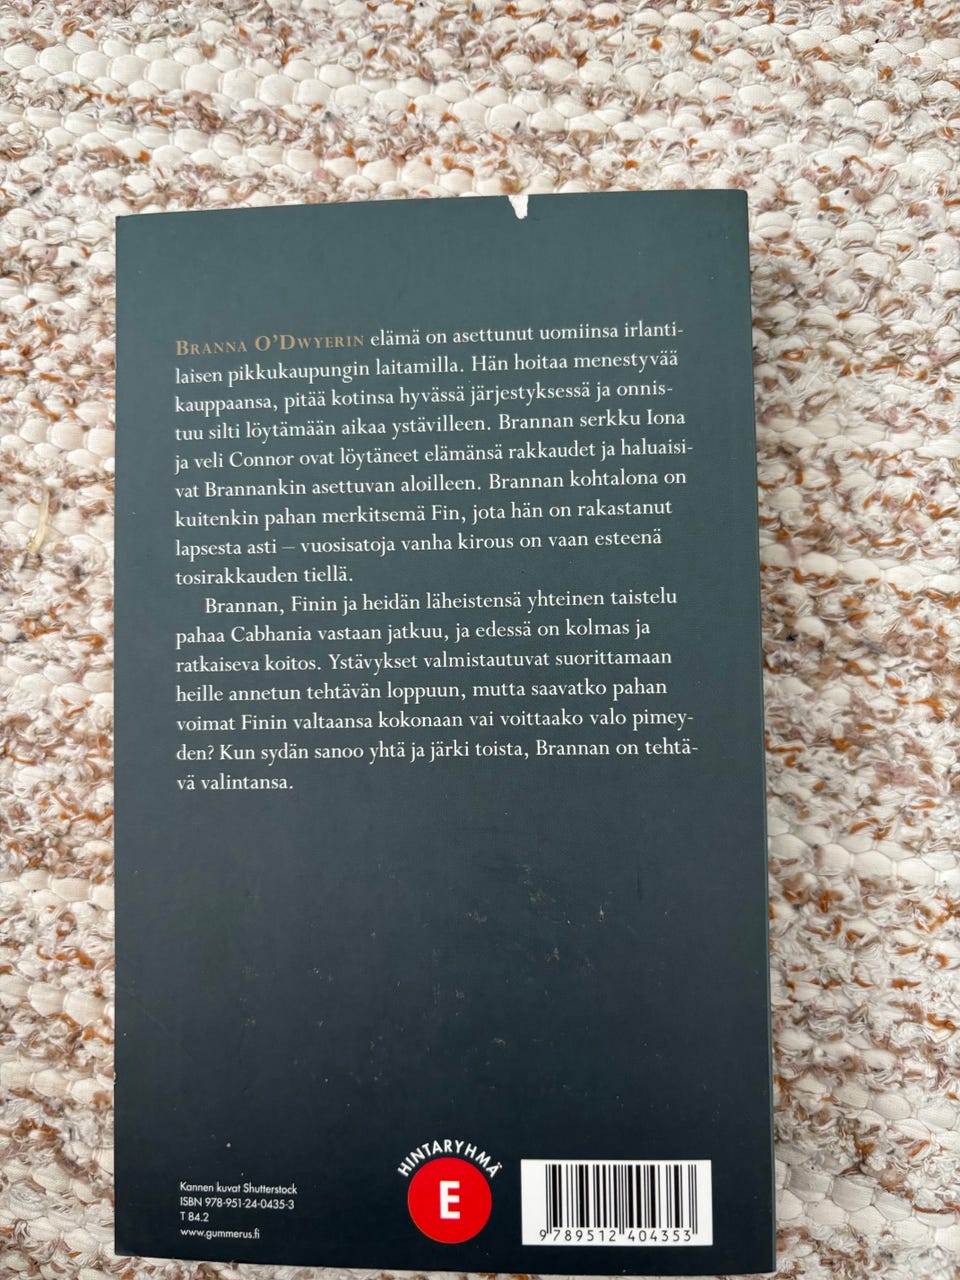 BRANNA O'DWYERIN elämä on asettunut uomiinsa irlanti-
laisen pikkukaupungin laitamilla. Hän hoitaa menestyvää
kauppaansa, pitää kotinsa hyvässä järjestyksessä ja onnis-
tuu silti löytämään aikaa ystävilleen. Brannan serkku Iona
ja veli Connor ovat löytäneet elämänsä rakkaudet ja haluaisi-
vat Brannankin asettuvan aloilleen. Brannan kohtalona on
kuitenkin pahan merkitsemä Fin, jota hän on rakastanut
lapsesta asti – vuosisatoja vanha kirous on vaan esteenä
tosirakkauden tiellä.
Brannan, Finin ja heidän läheistensä yhteinen taistelu
pahaa Cabhania vastaan jatkuu, ja edessä on kolmas ja
ratkaiseva koitos. Ystävykset valmistautuvat suorittamaan
heille annetun tehtävän loppuun, mutta saavatko pahan
voimat Finin valtaansa kokonaan vai voittaako valo pimey-
den? Kun sydän sanoo yhtä ja järki toista, Brannan on tehtä-
vä valintansa.
Kannen kuvat Shutterstock
ISBN 978-951-24-0435-3
T 84.2
www.gummerus.fi
HINTARYHMÄ
E
9 789512 404353